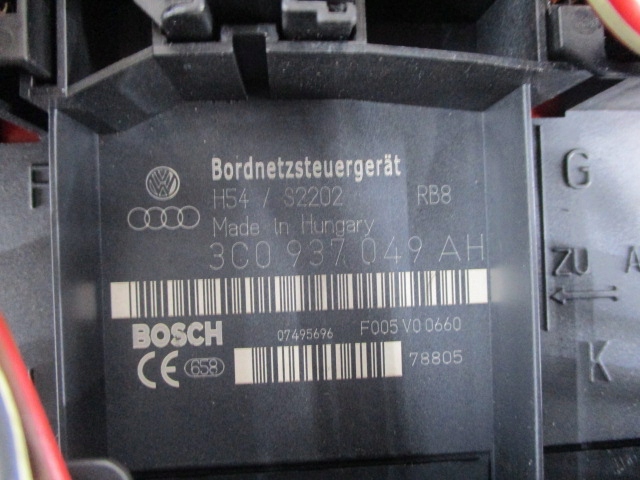 Bordnetzsteuergerät
H54 / S2202 RB8
Made in Hungary
3C0 937 049 AH
BOSCH 07495696 F005 V0 0660
CE 658 78805
F
G
ZU A
K